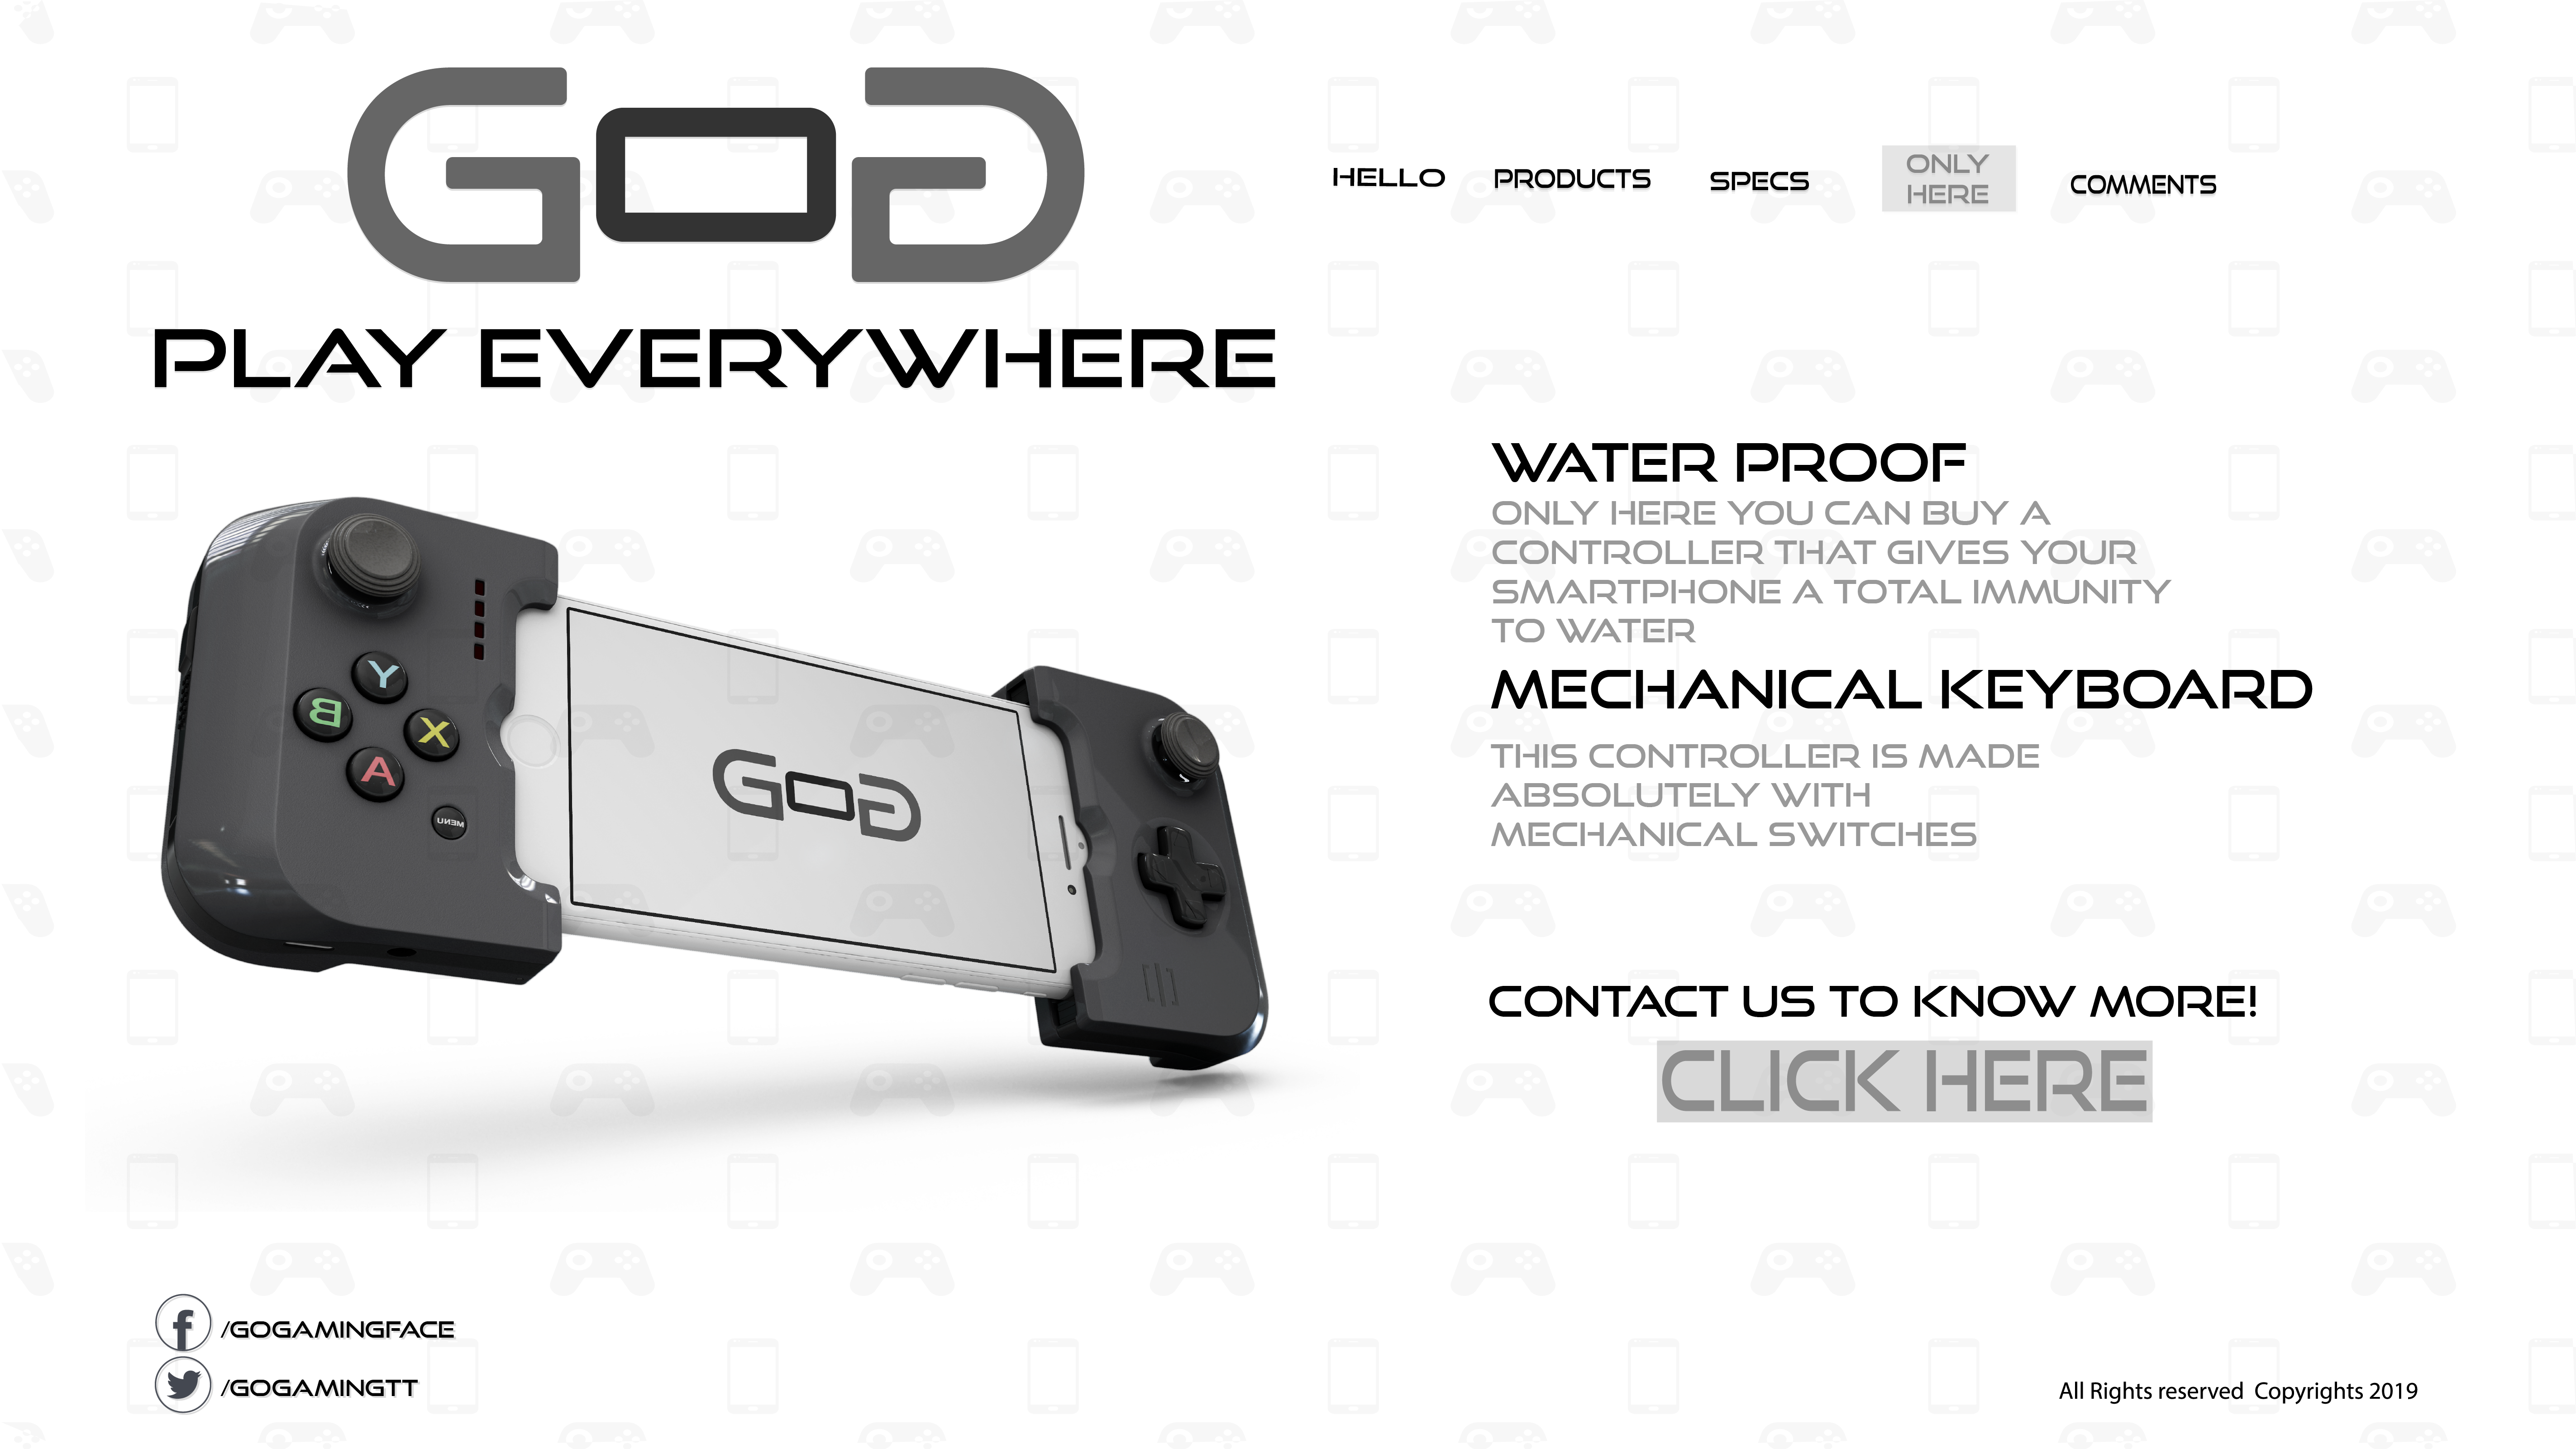 GOG
HELLO
PRODUCTS
SPECS
ONLY
HERE
COMMENTS
PLAY EVERYWHERE
WATER PROOF
ONLY HERE YOU CAN BUY A
CONTROLLER THAT GIVES YOUR
SMARTPHONE A TOTAL IMMUNITY
TO WATER
MECHANICAL KEYBOARD
THIS CONTROLLER IS MADE
ABSOLUTELY WITH
MECHANICAL SWITCHES
Y
B
X
A
MENU
GOG
CONTACT US TO KNOW MORE!
CLICK HERE
/GOGAMINGFACE
/GOGAMINGTT
All Rights reserved Copyrights 2019